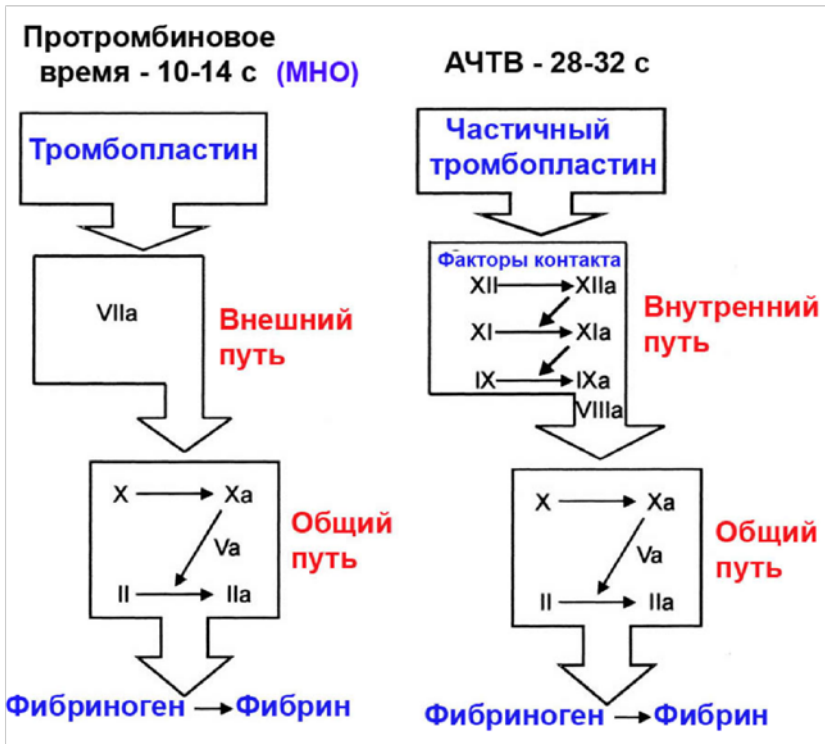 Протромбиновое
время - 10-14 с (МНО)
Тромбопластин
VIIa
Внешний
путь
X → Xa
Va
II → IIa
Общий
путь
Фибриноген → Фибрин
АЧТВ - 28-32 с
Частичный
тромбопластин
Факторы контакта
XII → XIIa
XI → XIa
IX → IXa
VIIIa
Внутренний
путь
X → Xa
Va
II → IIa
Общий
путь
Фибриноген → Фибрин